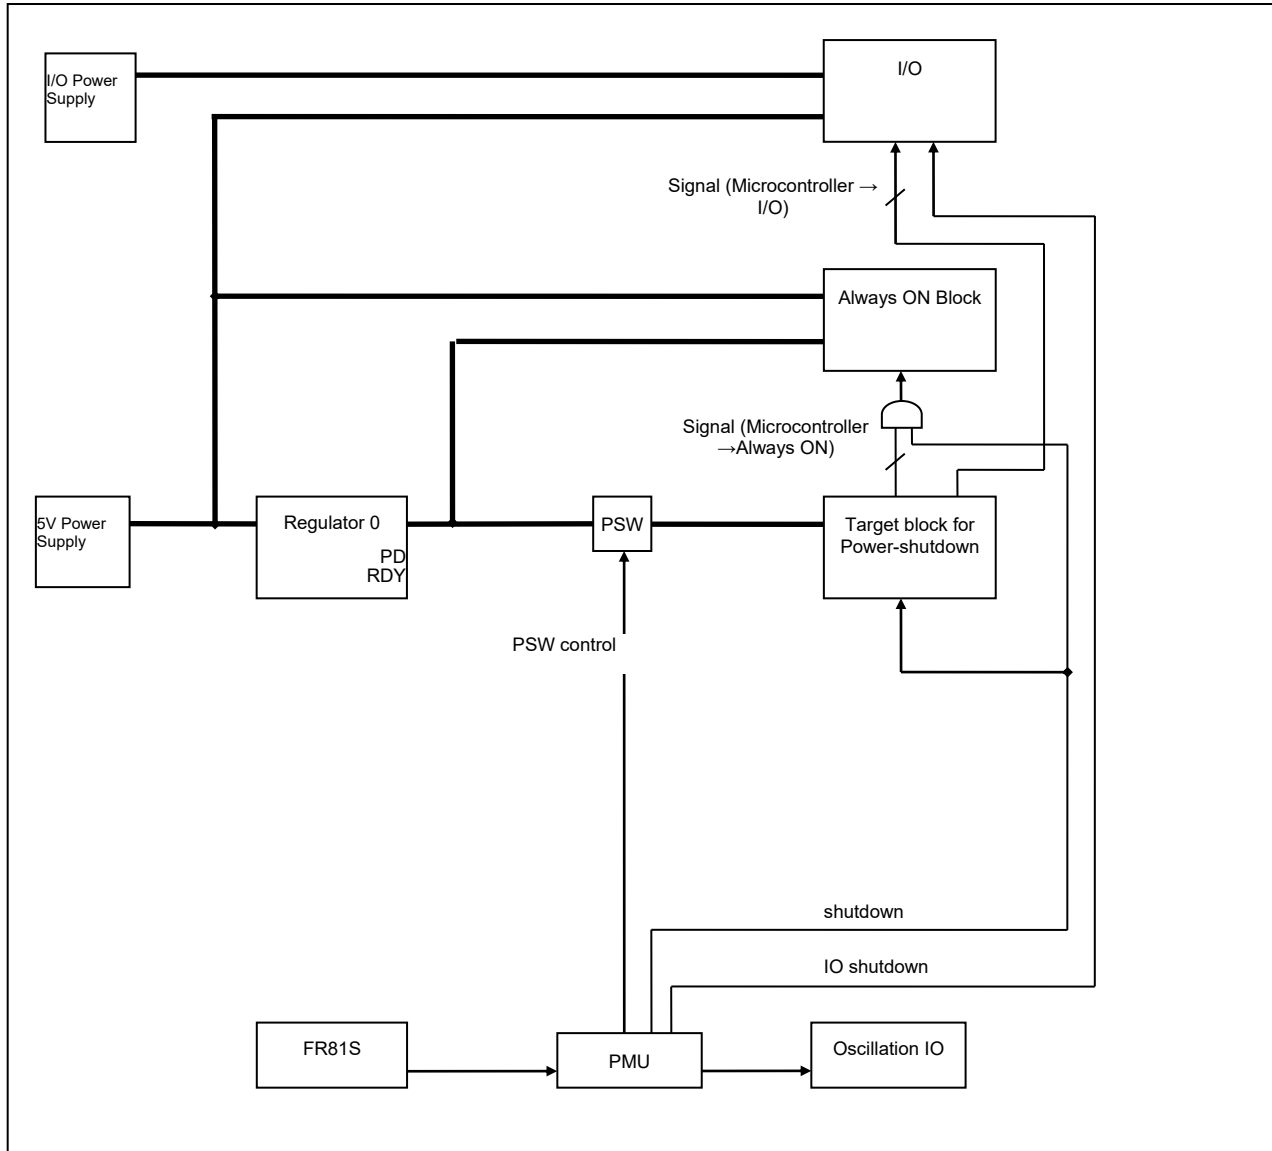 I/O Power
Supply
I/O
Signal (Microcontroller →
I/O)
Always ON Block
Signal (Microcontroller
→Always ON)
5V Power
Supply
Regulator 0
PD
RDY
PSW
Target block for
Power-shutdown
PSW control
shutdown
IO shutdown
FR81S
PMU
Oscillation IO